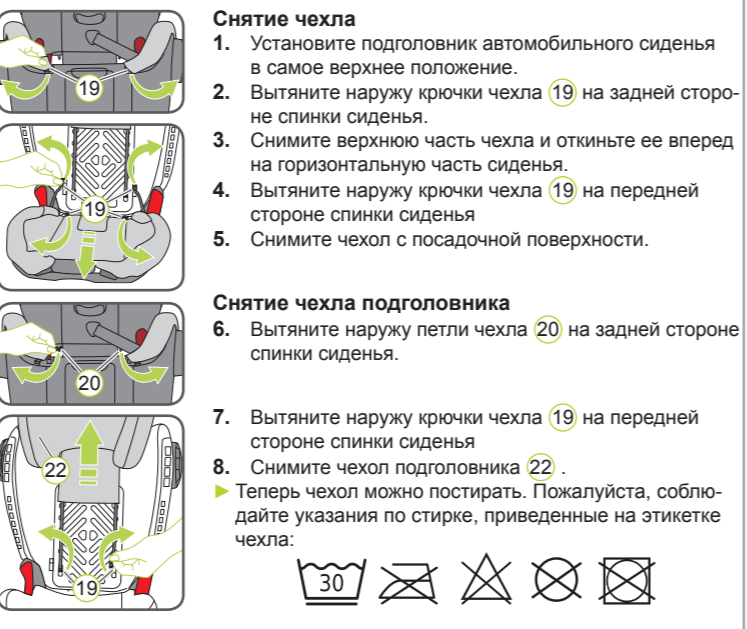 Снятие чехла
1. Установите подголовник автомобильного сиденья
в самое верхнее положение.
2. Вытяните наружу крючки чехла 19 на задней сторо-
не спинки сиденья.
3. Снимите верхнюю часть чехла и откиньте ее вперед
на горизонтальную часть сиденья.
4. Вытяните наружу крючки чехла 19 на передней
стороне спинки сиденья
5. Снимите чехол с посадочной поверхности.
Снятие чехла подголовника
6. Вытяните наружу петли чехла 20 на задней стороне
спинки сиденья.
7. Вытяните наружу крючки чехла 19 на передней
стороне спинки сиденья
8. Снимите чехол подголовника 22 .
► Теперь чехол можно постирать. Пожалуйста, соблю-
дайте указания по стирке, приведенные на этикетке
чехла:
30
19
19
20
22
19